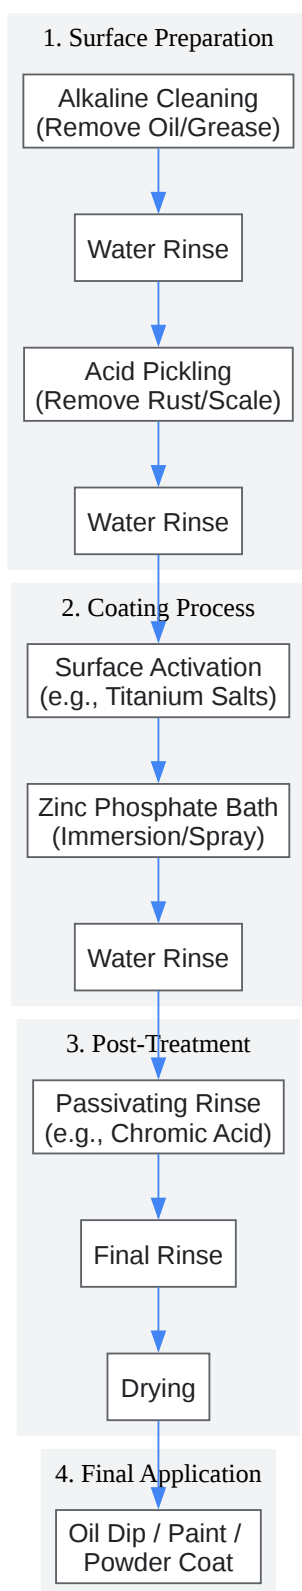 1. Surface Preparation
Alkaline Cleaning
(Remove Oil/Grease)
Water Rinse
Acid Pickling
(Remove Rust/Scale)
Water Rinse
2. Coating Process
Surface Activation
(e.g., Titanium Salts)
Zinc Phosphate Bath
(Immersion/Spray)
Water Rinse
3. Post-Treatment
Passivating Rinse
(e.g., Chromic Acid)
Final Rinse
Drying
4. Final Application
Oil Dip / Paint /
Powder Coat